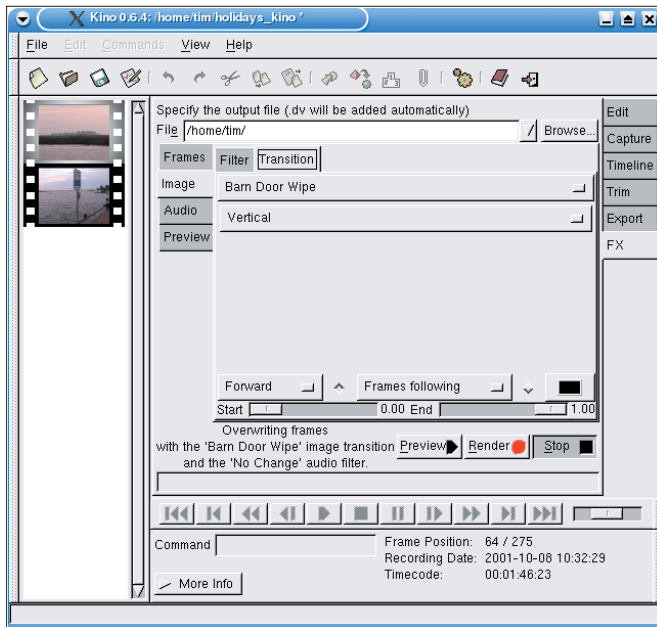 Kino 0.6.4: /home/tim/holidays_kino *
File Edit Commands View Help
Specify the output file (.dv will be added automatically)
File /home/tim/ / Browse...
Frames
Image
Audio
Preview
Filter Transition
Barn Door Wipe
Vertical
Forward Frames following
Start 0.00 End 1.00
Overwriting frames
with the 'Barn Door Wipe' image transition
and the 'No Change' audio filter.
Preview Render Stop
Edit
Capture
Timeline
Trim
Export
FX
Command
More Info
Frame Position: 64 / 275
Recording Date: 2001-10-08 10:32:29
Timecode: 00:01:46:23